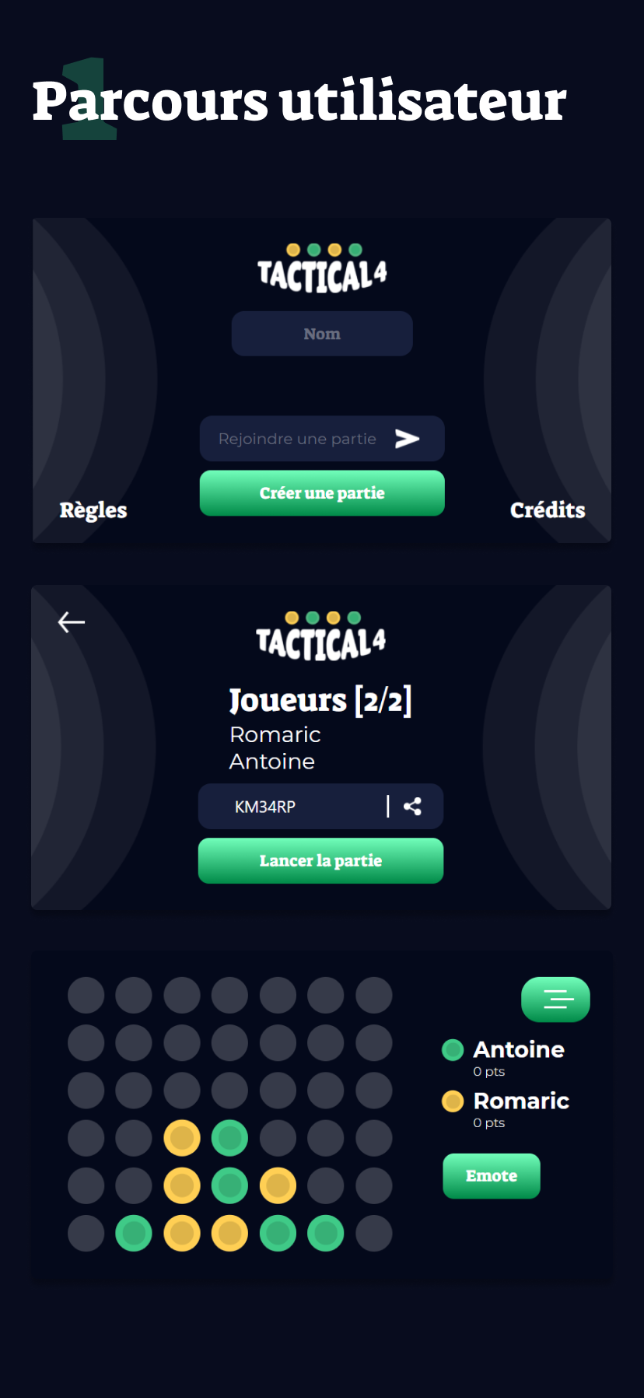 1
Parcours utilisateur
TACTICAL4
Nom
Rejoindre une partie
Créer une partie
Règles
Crédits
TACTICAL4
Joueurs [2/2]
Romaric
Antoine
KM34RP
Lancer la partie
Antoine
0 pts
Romaric
0 pts
Emote